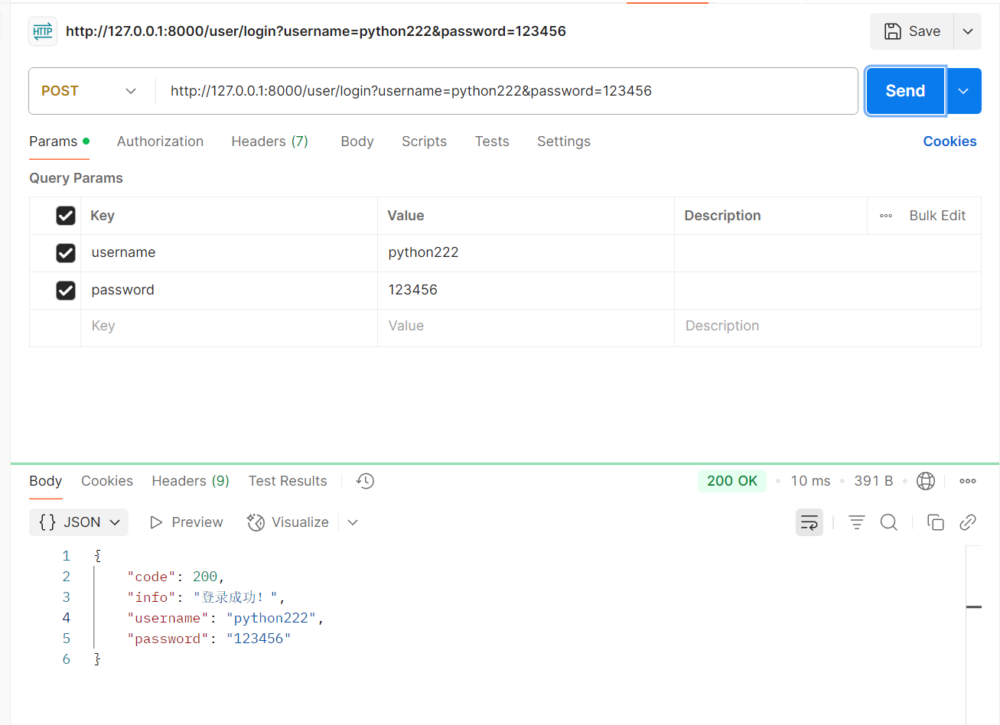 HTTP http://127.0.0.1:8000/user/login?username=python222&password=123456 Save
POST http://127.0.0.1:8000/user/login?username=python222&password=123456 Send
Params Authorization Headers (7) Body Scripts Tests Settings Cookies
Query Params
Key Value Description Bulk Edit
username python222
password 123456
Key Value Description
Body Cookies Headers (9) Test Results 200 OK 10 ms 391 B
{} JSON Preview Visualize
1 {
2 "code": 200,
3 "info": "登录成功！",
4 "username": "python222",
5 "password": "123456"
6 }